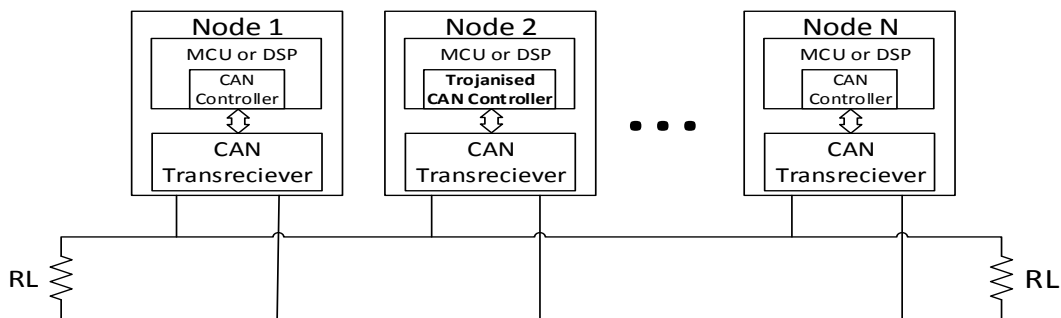 Node 1
MCU or DSP
CAN
Controller
CAN
Transreciever
Node 2
MCU or DSP
Trojanised
CAN Controller
CAN
Transreciever
Node N
MCU or DSP
CAN
Controller
CAN
Transreciever
RL
RL